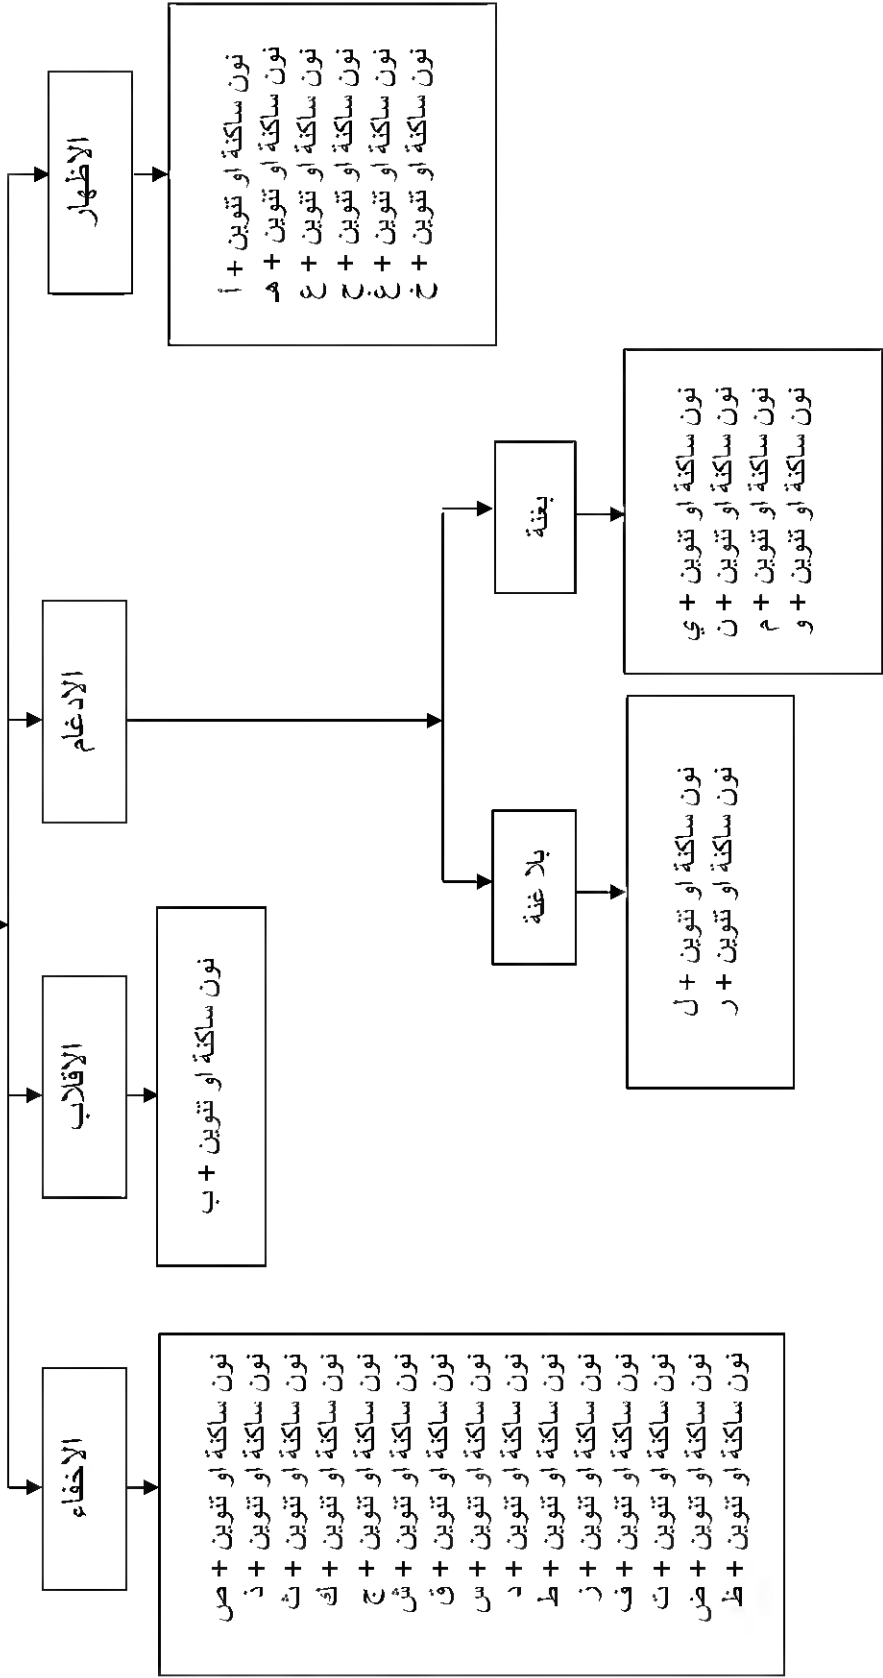 الاظهار
نون ساكنة او تنوين + أ
نون ساكنة او تنوين + هـ
نون ساكنة او تنوين + ع
نون ساكنة او تنوين + ح
نون ساكنة او تنوين + غ
نون ساكنة او تنوين + خ
الادغام
بغنة
نون ساكنة او تنوين + ي
نون ساكنة او تنوين + ن
نون ساكنة او تنوين + م
نون ساكنة او تنوين + و
بلا غنة
نون ساكنة او تنوين + ل
نون ساكنة او تنوين + ر
الاقلاب
نون ساكنة او تنوين + ب
الاخفاء
نون ساكنة او تنوين + ص
نون ساكنة او تنوين + ذ
نون ساكنة او تنوين + ث
نون ساكنة او تنوين + ك
نون ساكنة او تنوين + ج
نون ساكنة او تنوين + ش
نون ساكنة او تنوين + ق
نون ساكنة او تنوين + س
نون ساكنة او تنوين + د
نون ساكنة او تنوين + ط
نون ساكنة او تنوين + ز
نون ساكنة او تنوين + ف
نون ساكنة او تنوين + ت
نون ساكنة او تنوين + ض
نون ساكنة او تنوين + ظ